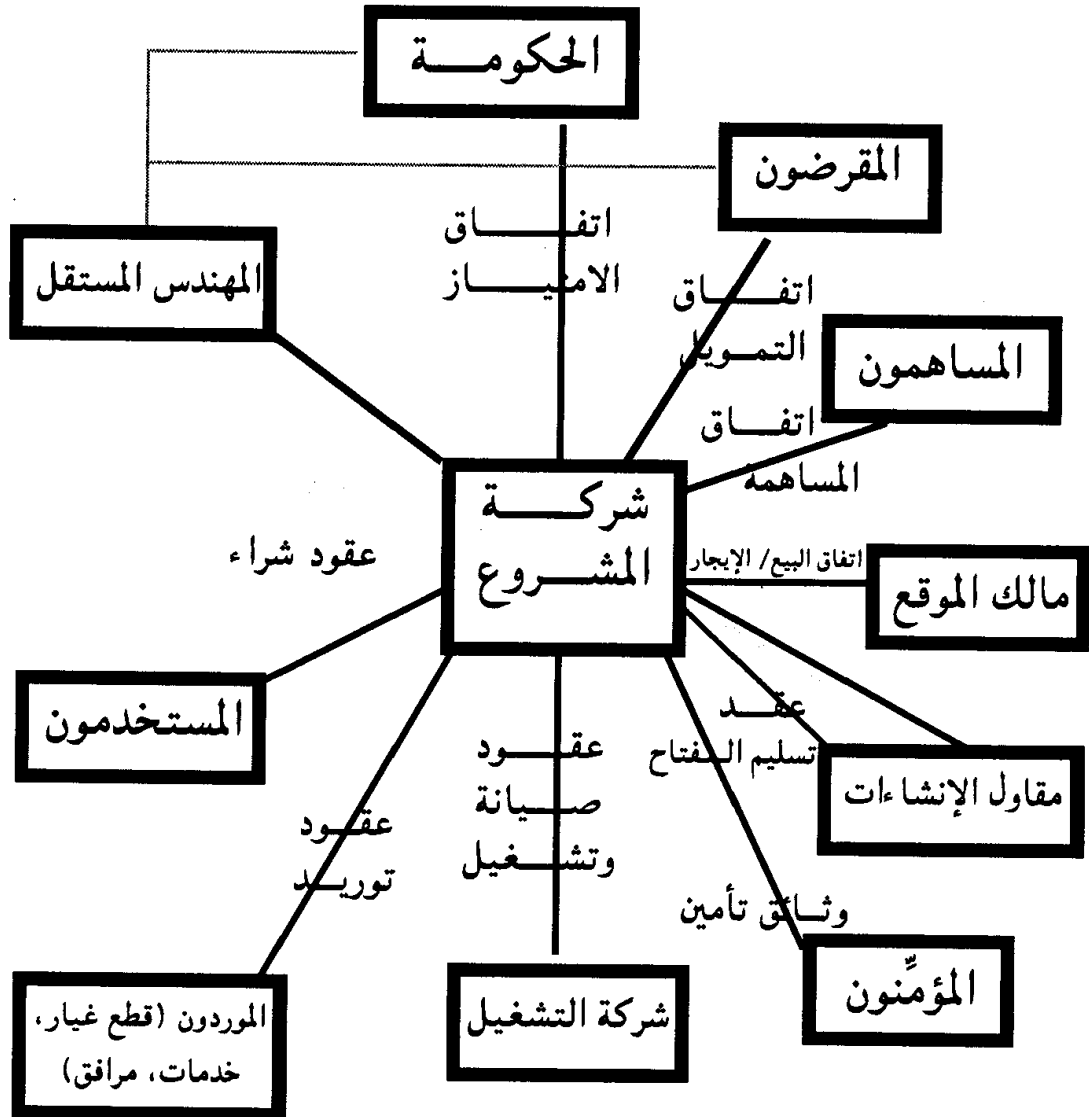 الحكومة
المقرضون
اتفاق
الامتياز
المهندس المستقل
اتفاق
التمويل
المساهمون
اتفاق
المساهمة
شركة
المشروع
عقود شراء
اتفاق البيع/ الإيجار
مالك الموقع
المستخدمون
عقد
تسليم المفتاح
مقاول الإنشاءات
عقود
صيانة
وتشغيل
عقود
توريد
وثائق تأمين
المؤمِّنون
شركة التشغيل
الموردون (قطع غيار،
خدمات، مرافق)